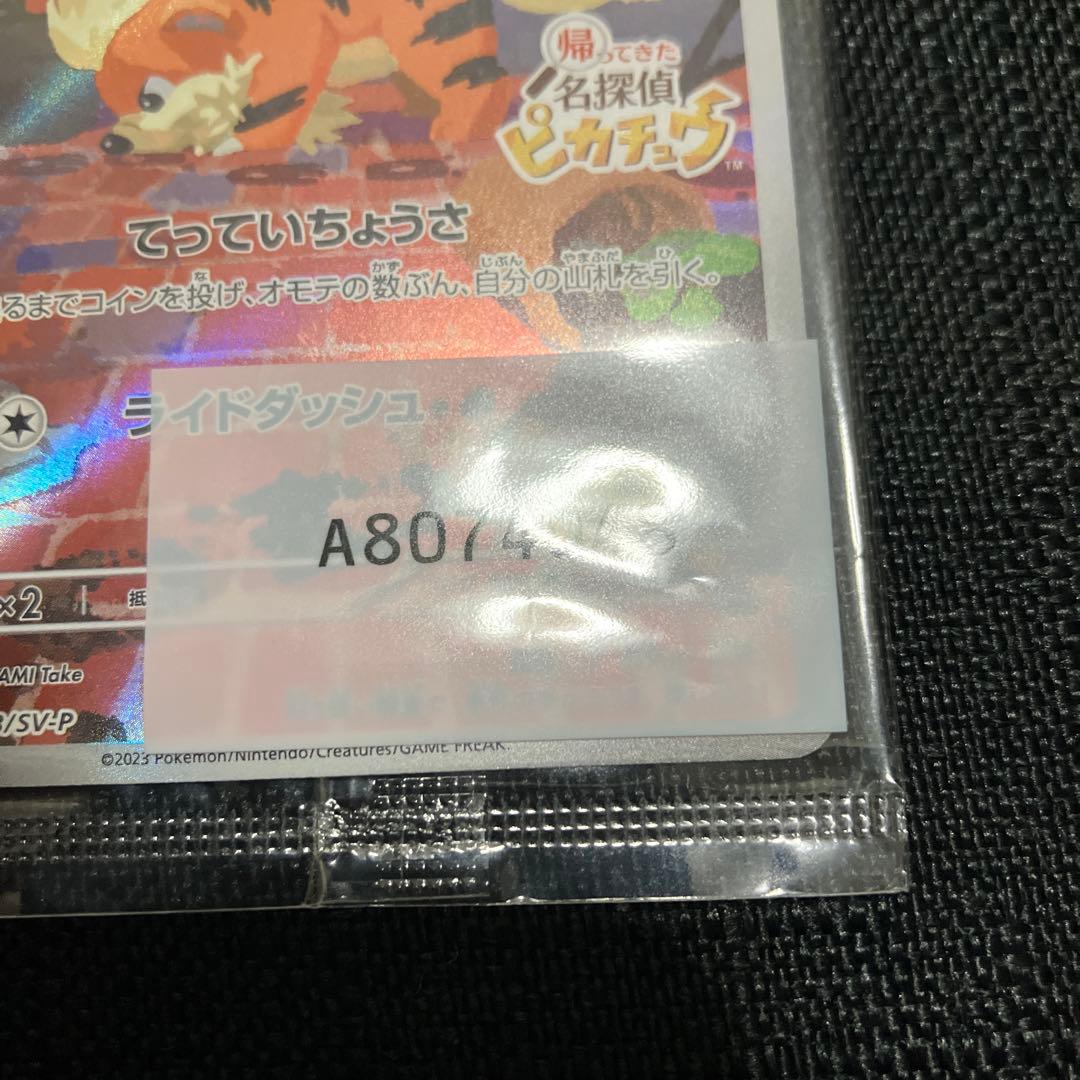 帰ってきた
名探偵
ピカチュウ
TM
てっていちょうさ
るまでコインを投げ、オモテの数ぶん、自分の山札を引く。
ライドダッシュ
A8074
×2 抵
AMI Take
/SV-P
©2023 Pokémon/Nintendo/Creatures/GAME FREAK.